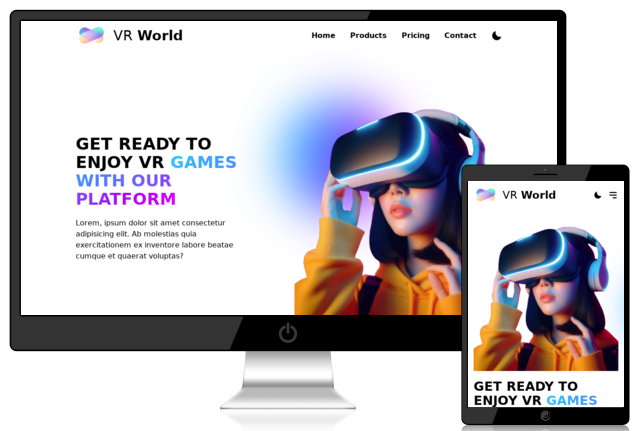 VR World
Home Products Pricing Contact
GET READY TO
ENJOY VR GAMES
WITH OUR
PLATFORM
Lorem, ipsum dolor sit amet consectetur
adipisicing elit. Ab molestias quia
exercitationem ex inventore labore beatae
cumque et quaerat voluptas?
VR World
GET READY TO
ENJOY VR GAMES